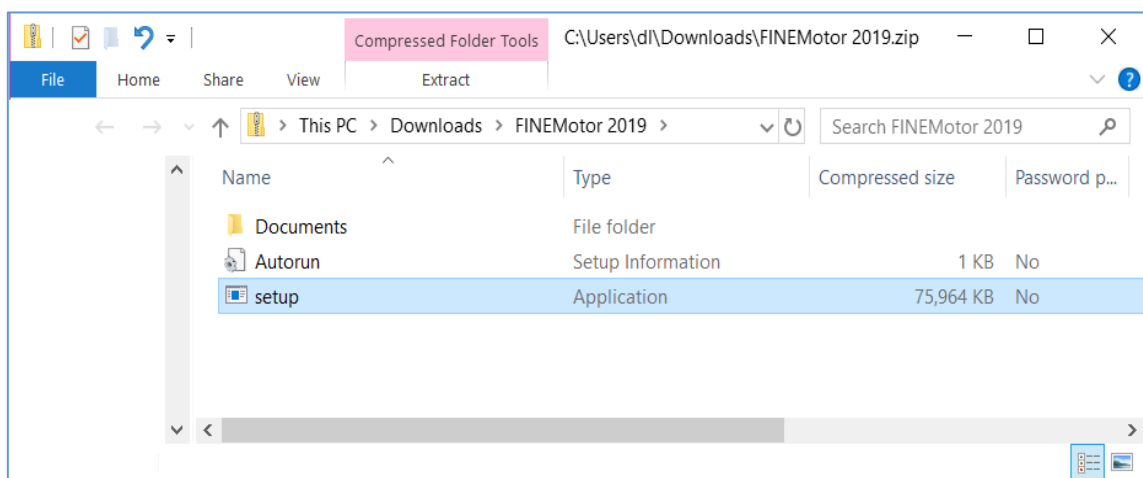 Compressed Folder Tools C:\Users\dl\Downloads\FINEMotor 2019.zip
File Home Share View Extract
This PC > Downloads > FINEMotor 2019 > Search FINEMotor 2019
Name Type Compressed size Password p...
Documents File folder
Autorun Setup Information 1 KB No
setup Application 75,964 KB No